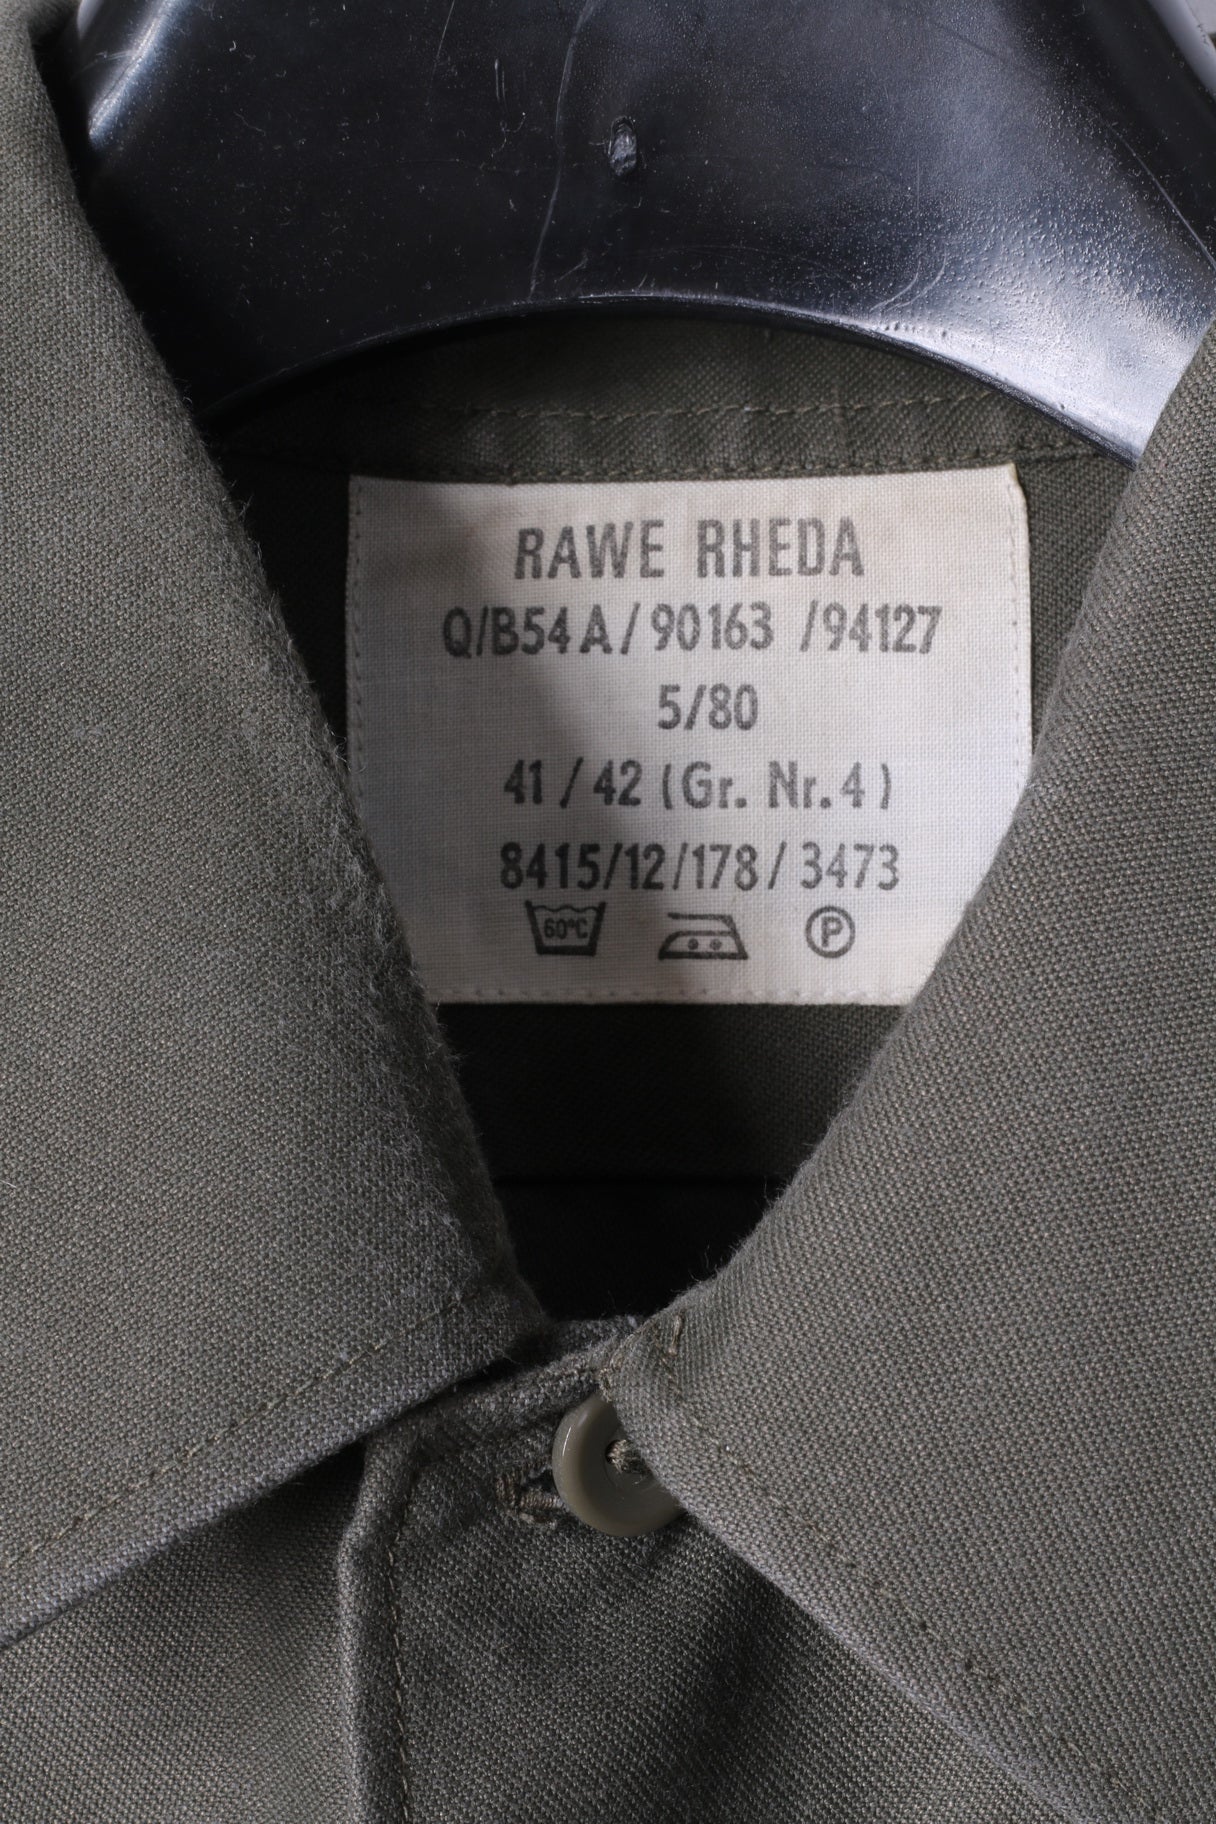 RAWE RHEDA
Q/B54A/90163 /94127
5/80
41/42 (Gr. Nr. 4)
8415/12/178/3473
60°C P